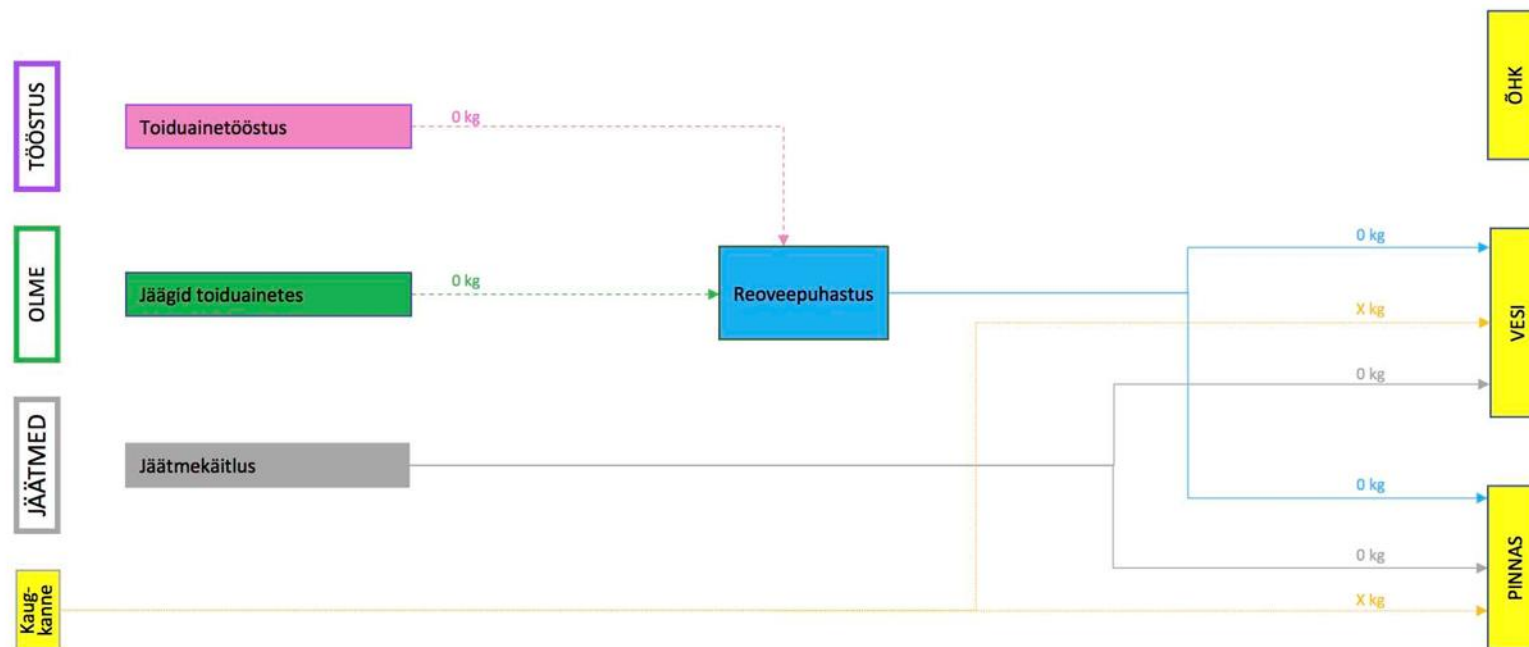 TÖÖSTUS
Toiduainetööstus
0 kg
ÕHK
OLME
Jäägid toiduainetes
0 kg
Reoveepuhastus
0 kg
X kg
0 kg
VESI
JÄÄTMED
Jäätmekäitlus
0 kg
0 kg
X kg
PINNAS
Kaug-
kanne